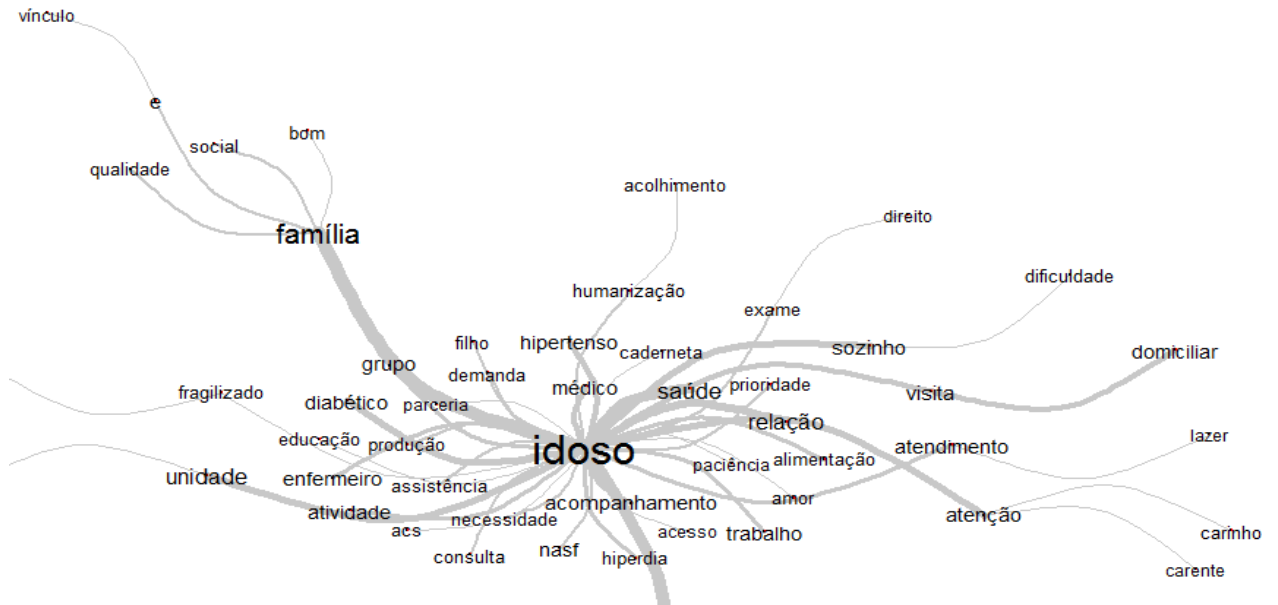 vínculo
e
bom
social
qualidade
família
acolhimento
direito
dificuldade
humanização
exame
filho
hipertenso
caderneta
sozinho
domiciliar
grupo
demanda
médico
saúde
prioridade
visita
fragilizado
diabético
parceria
relação
educação
produção
idoso
atendimento
lazer
unidade
enfermeiro
assistência
paciência
alimentação
atividade
necessidade
acompanhamento
amor
atenção
acs
acesso
trabalho
carinho
consulta
nasf
hiperdia
carente